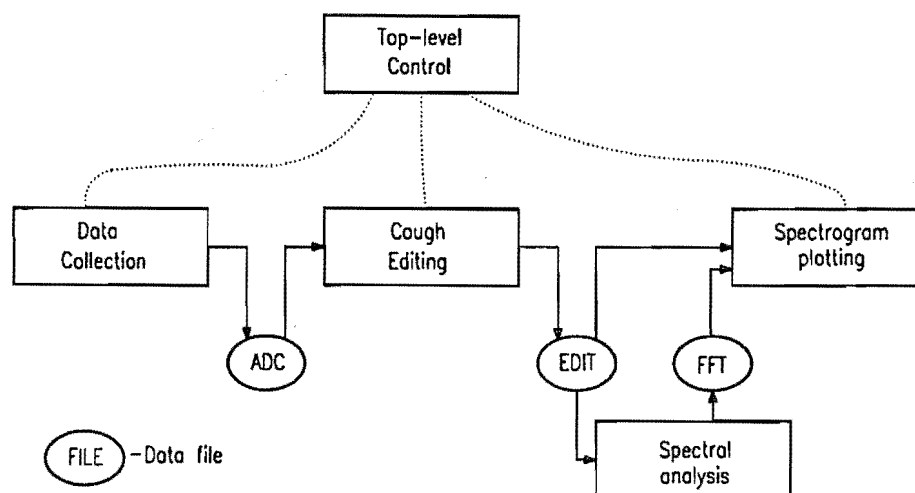 Top-level
Control
Data
Collection
Cough
Editing
Spectrogram
plotting
ADC
EDIT
FFT
FILE
-Data file
Spectral
analysis